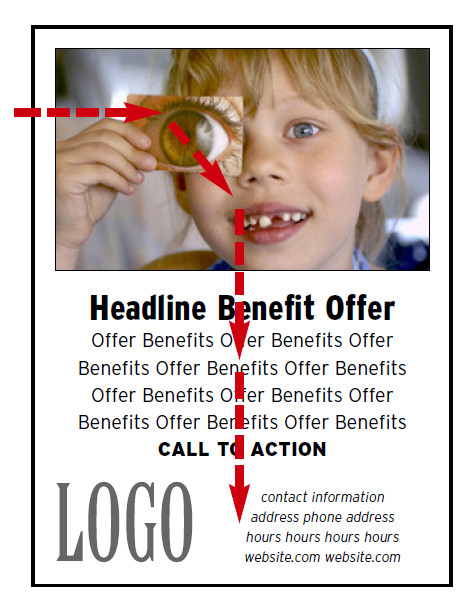 Headline Benefit Offer
Offer Benefits Offer Benefits Offer
Benefits Offer Benefits Offer Benefits
Offer Benefits Offer Benefits Offer
Benefits Offer Benefits Offer Benefits
CALL TO ACTION
LOGO
contact information
address phone address
hours hours hours hours
website.com website.com